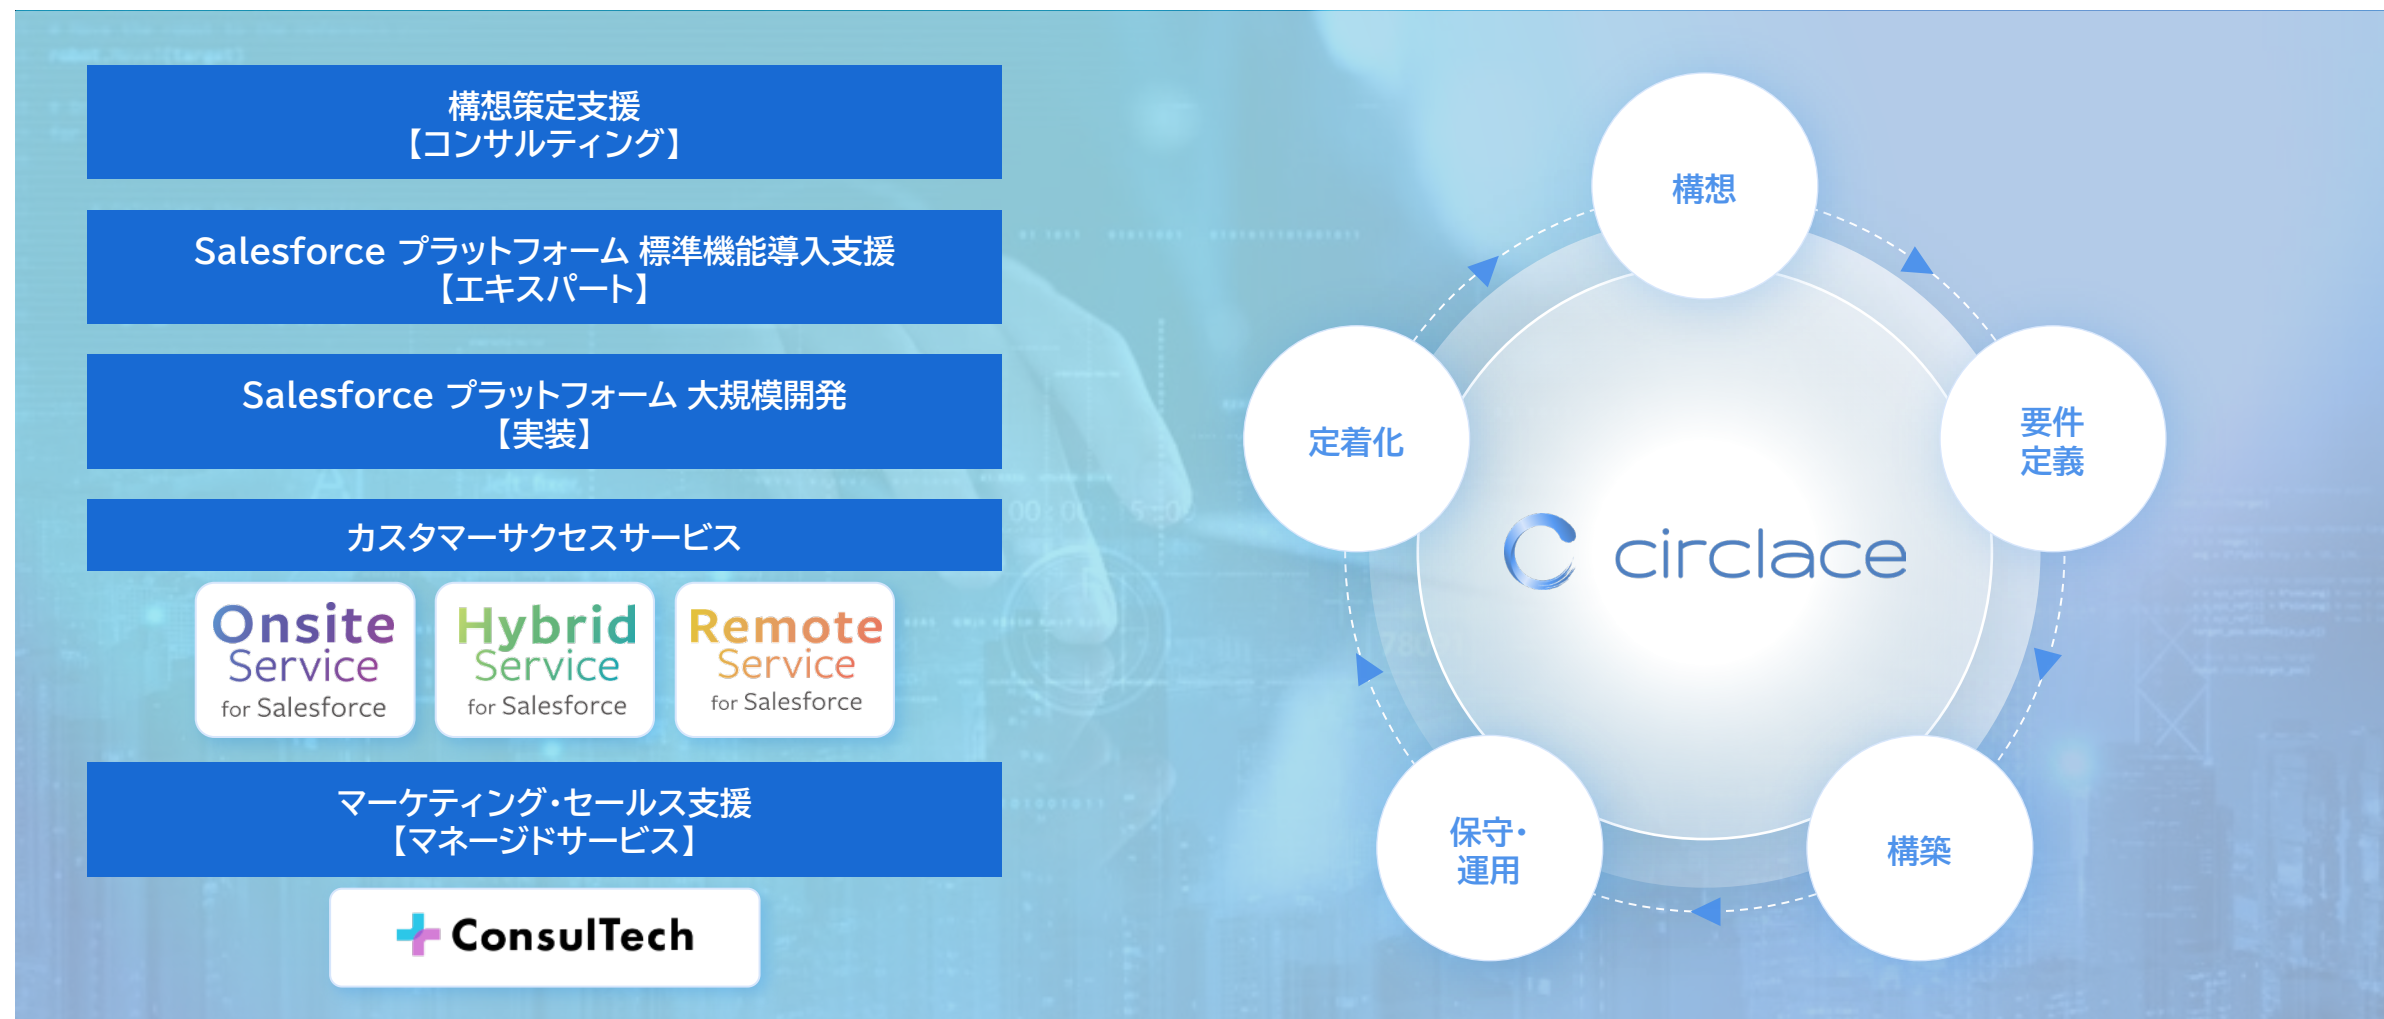 構想策定支援
【コンサルティング】
Salesforce プラットフォーム 標準機能導入支援
【エキスパート】
Salesforce プラットフォーム 大規模開発
【実装】
カスタマーサクセスサービス
Onsite
Service
for Salesforce
Hybrid
Service
for Salesforce
Remote
Service
for Salesforce
マーケティング・セールス支援
【マネージドサービス】
ConsulTech
構想
要件
定義
構築
保守・
運用
定着化
circlace